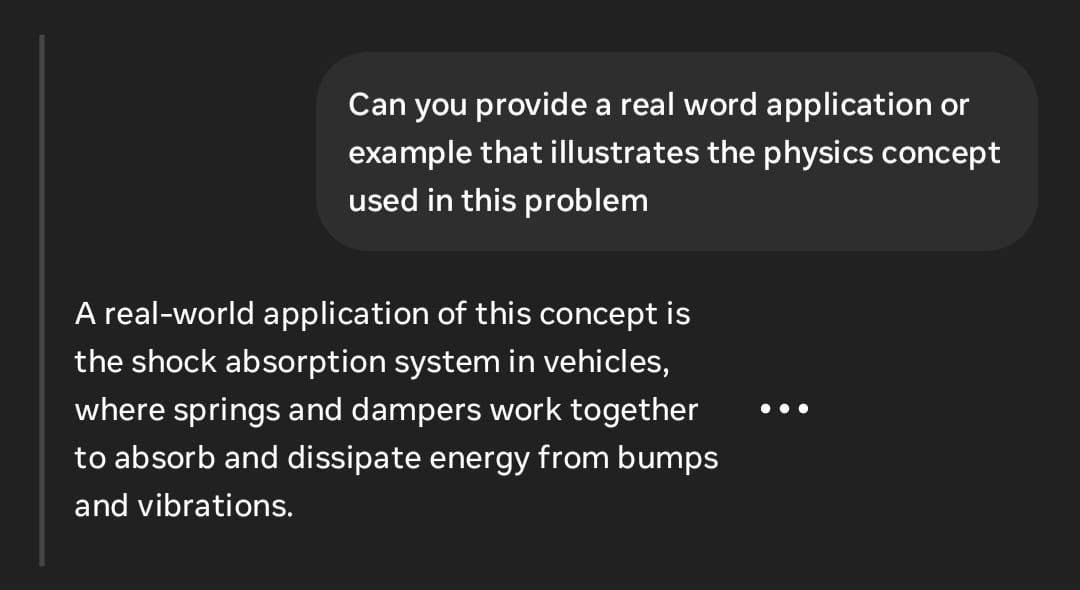 Can you provide a real word application or
example that illustrates the physics concept
used in this problem
A real-world application of this concept is
the shock absorption system in vehicles,
where springs and dampers work together
to absorb and dissipate energy from bumps
and vibrations.